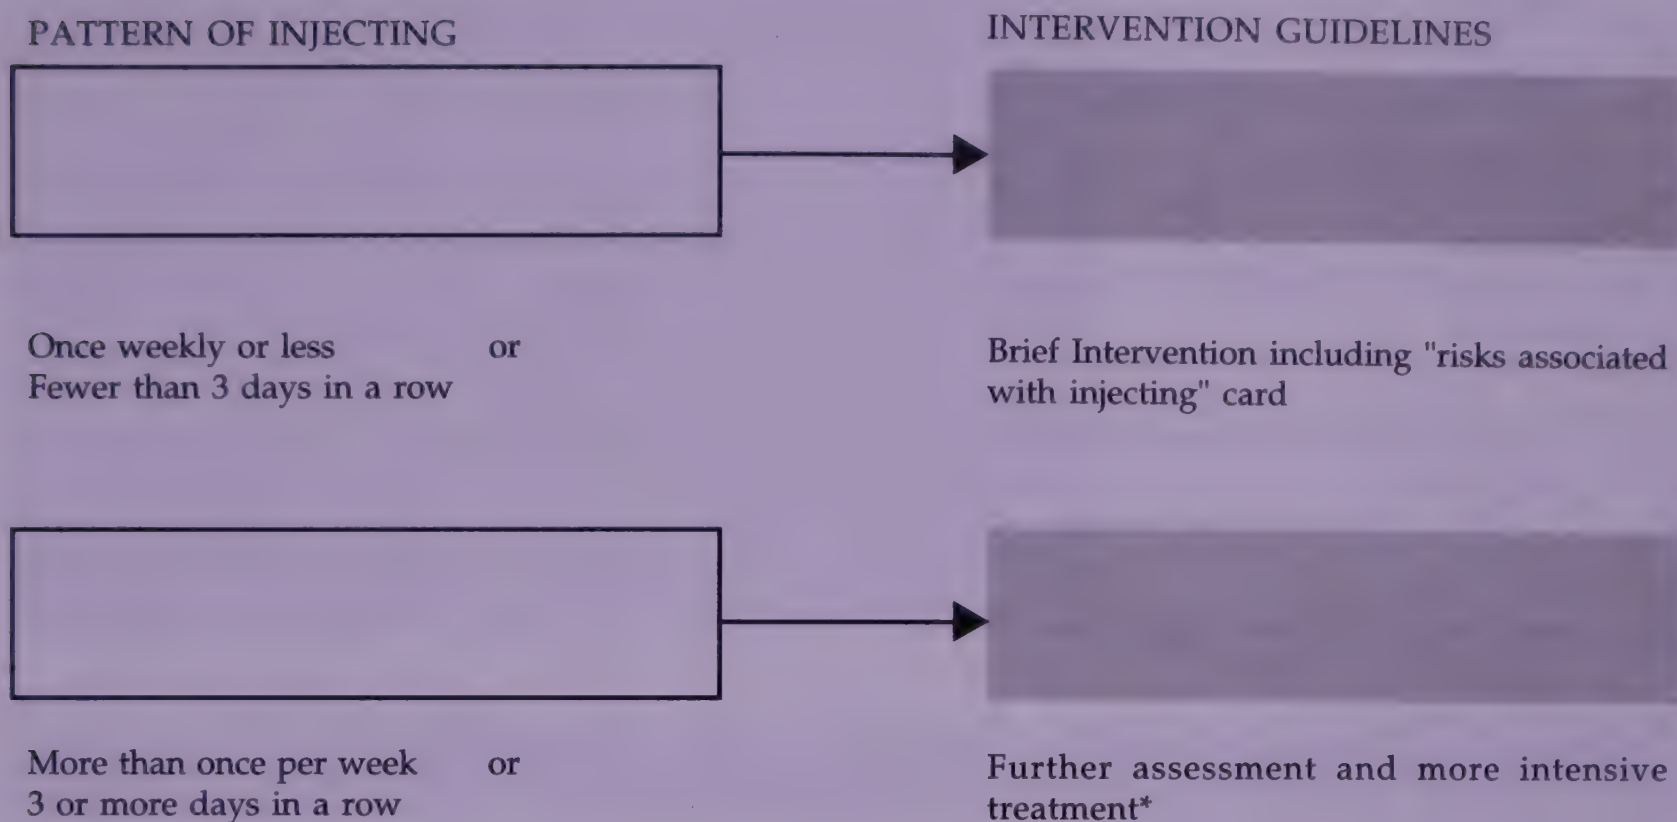 PATTERN OF INJECTING
INTERVENTION GUIDELINES
Once weekly or less or
Fewer than 3 days in a row
Brief Intervention including "risks associated
with injecting" card
More than once per week or
3 or more days in a row
Further assessment and more intensive
treatment*